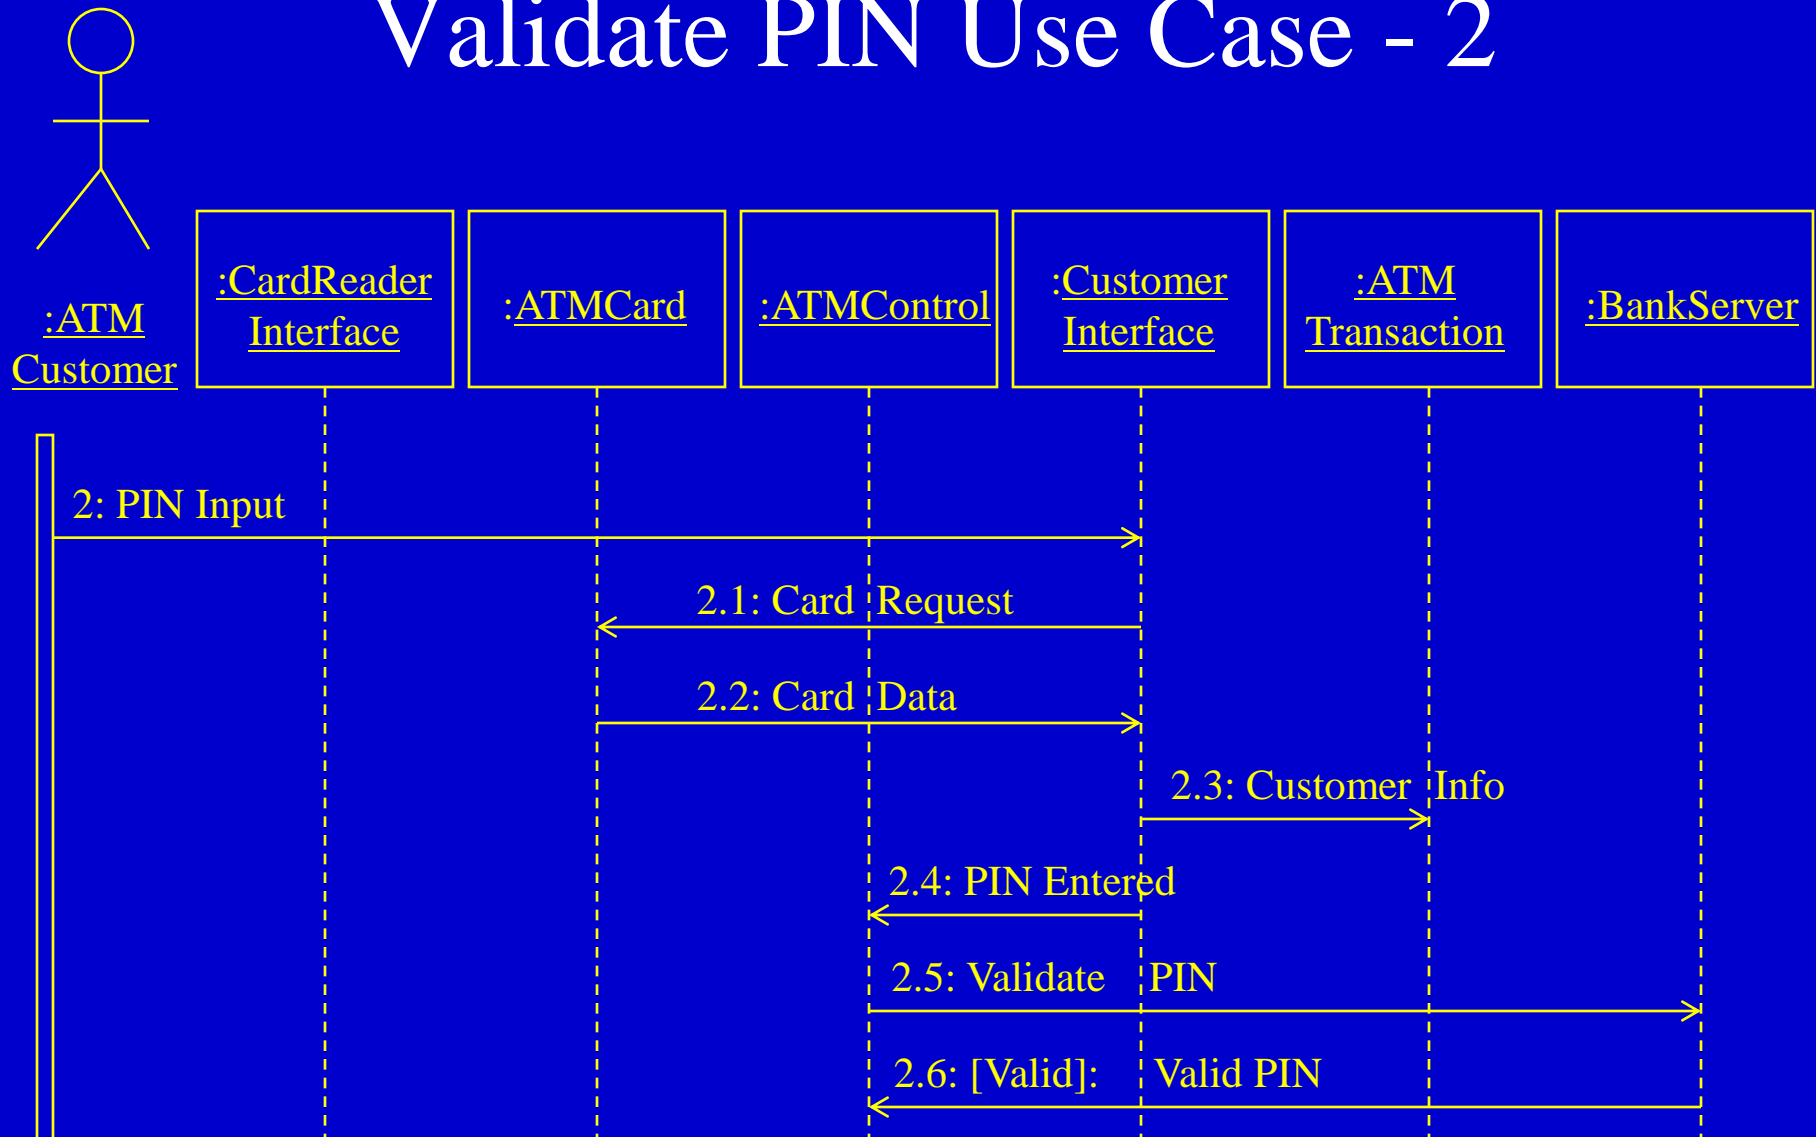 Validate PIN Use Case - 2
:ATM
Customer
:CardReader
Interface
:ATMCard
:ATMControl
:Customer
Interface
:ATM
Transaction
:BankServer
2: PIN Input
2.1: Card Request
2.2: Card Data
2.3: Customer Info
2.4: PIN Entered
2.5: Validate PIN
2.6: [Valid]: Valid PIN